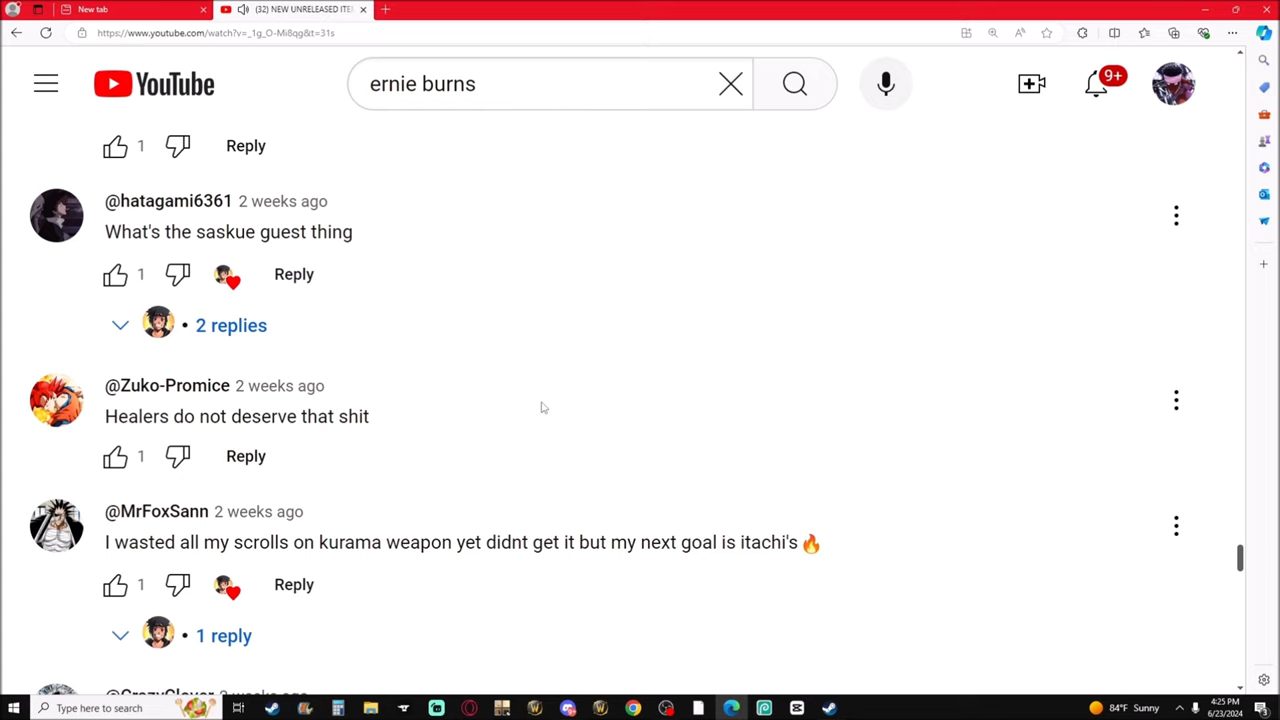 New tab
(32) NEW UNRELEASED ITE
https://www.youtube.com/watch?v=_1g_O-Mi8qg&t=31s
YouTube
ernie burns
9+
1
Reply
@hatagami6361 2 weeks ago
What's the saskue guest thing
1
Reply
• 2 replies
@Zuko-Promice 2 weeks ago
Healers do not deserve that shit
1
Reply
@MrFoxSann 2 weeks ago
I wasted all my scrolls on kurama weapon yet didnt get it but my next goal is itachi's 🔥
1
Reply
• 1 reply
@CrazyClover 2 weeks ago
Type here to search
84°F Sunny
4:25 PM
6/23/2024